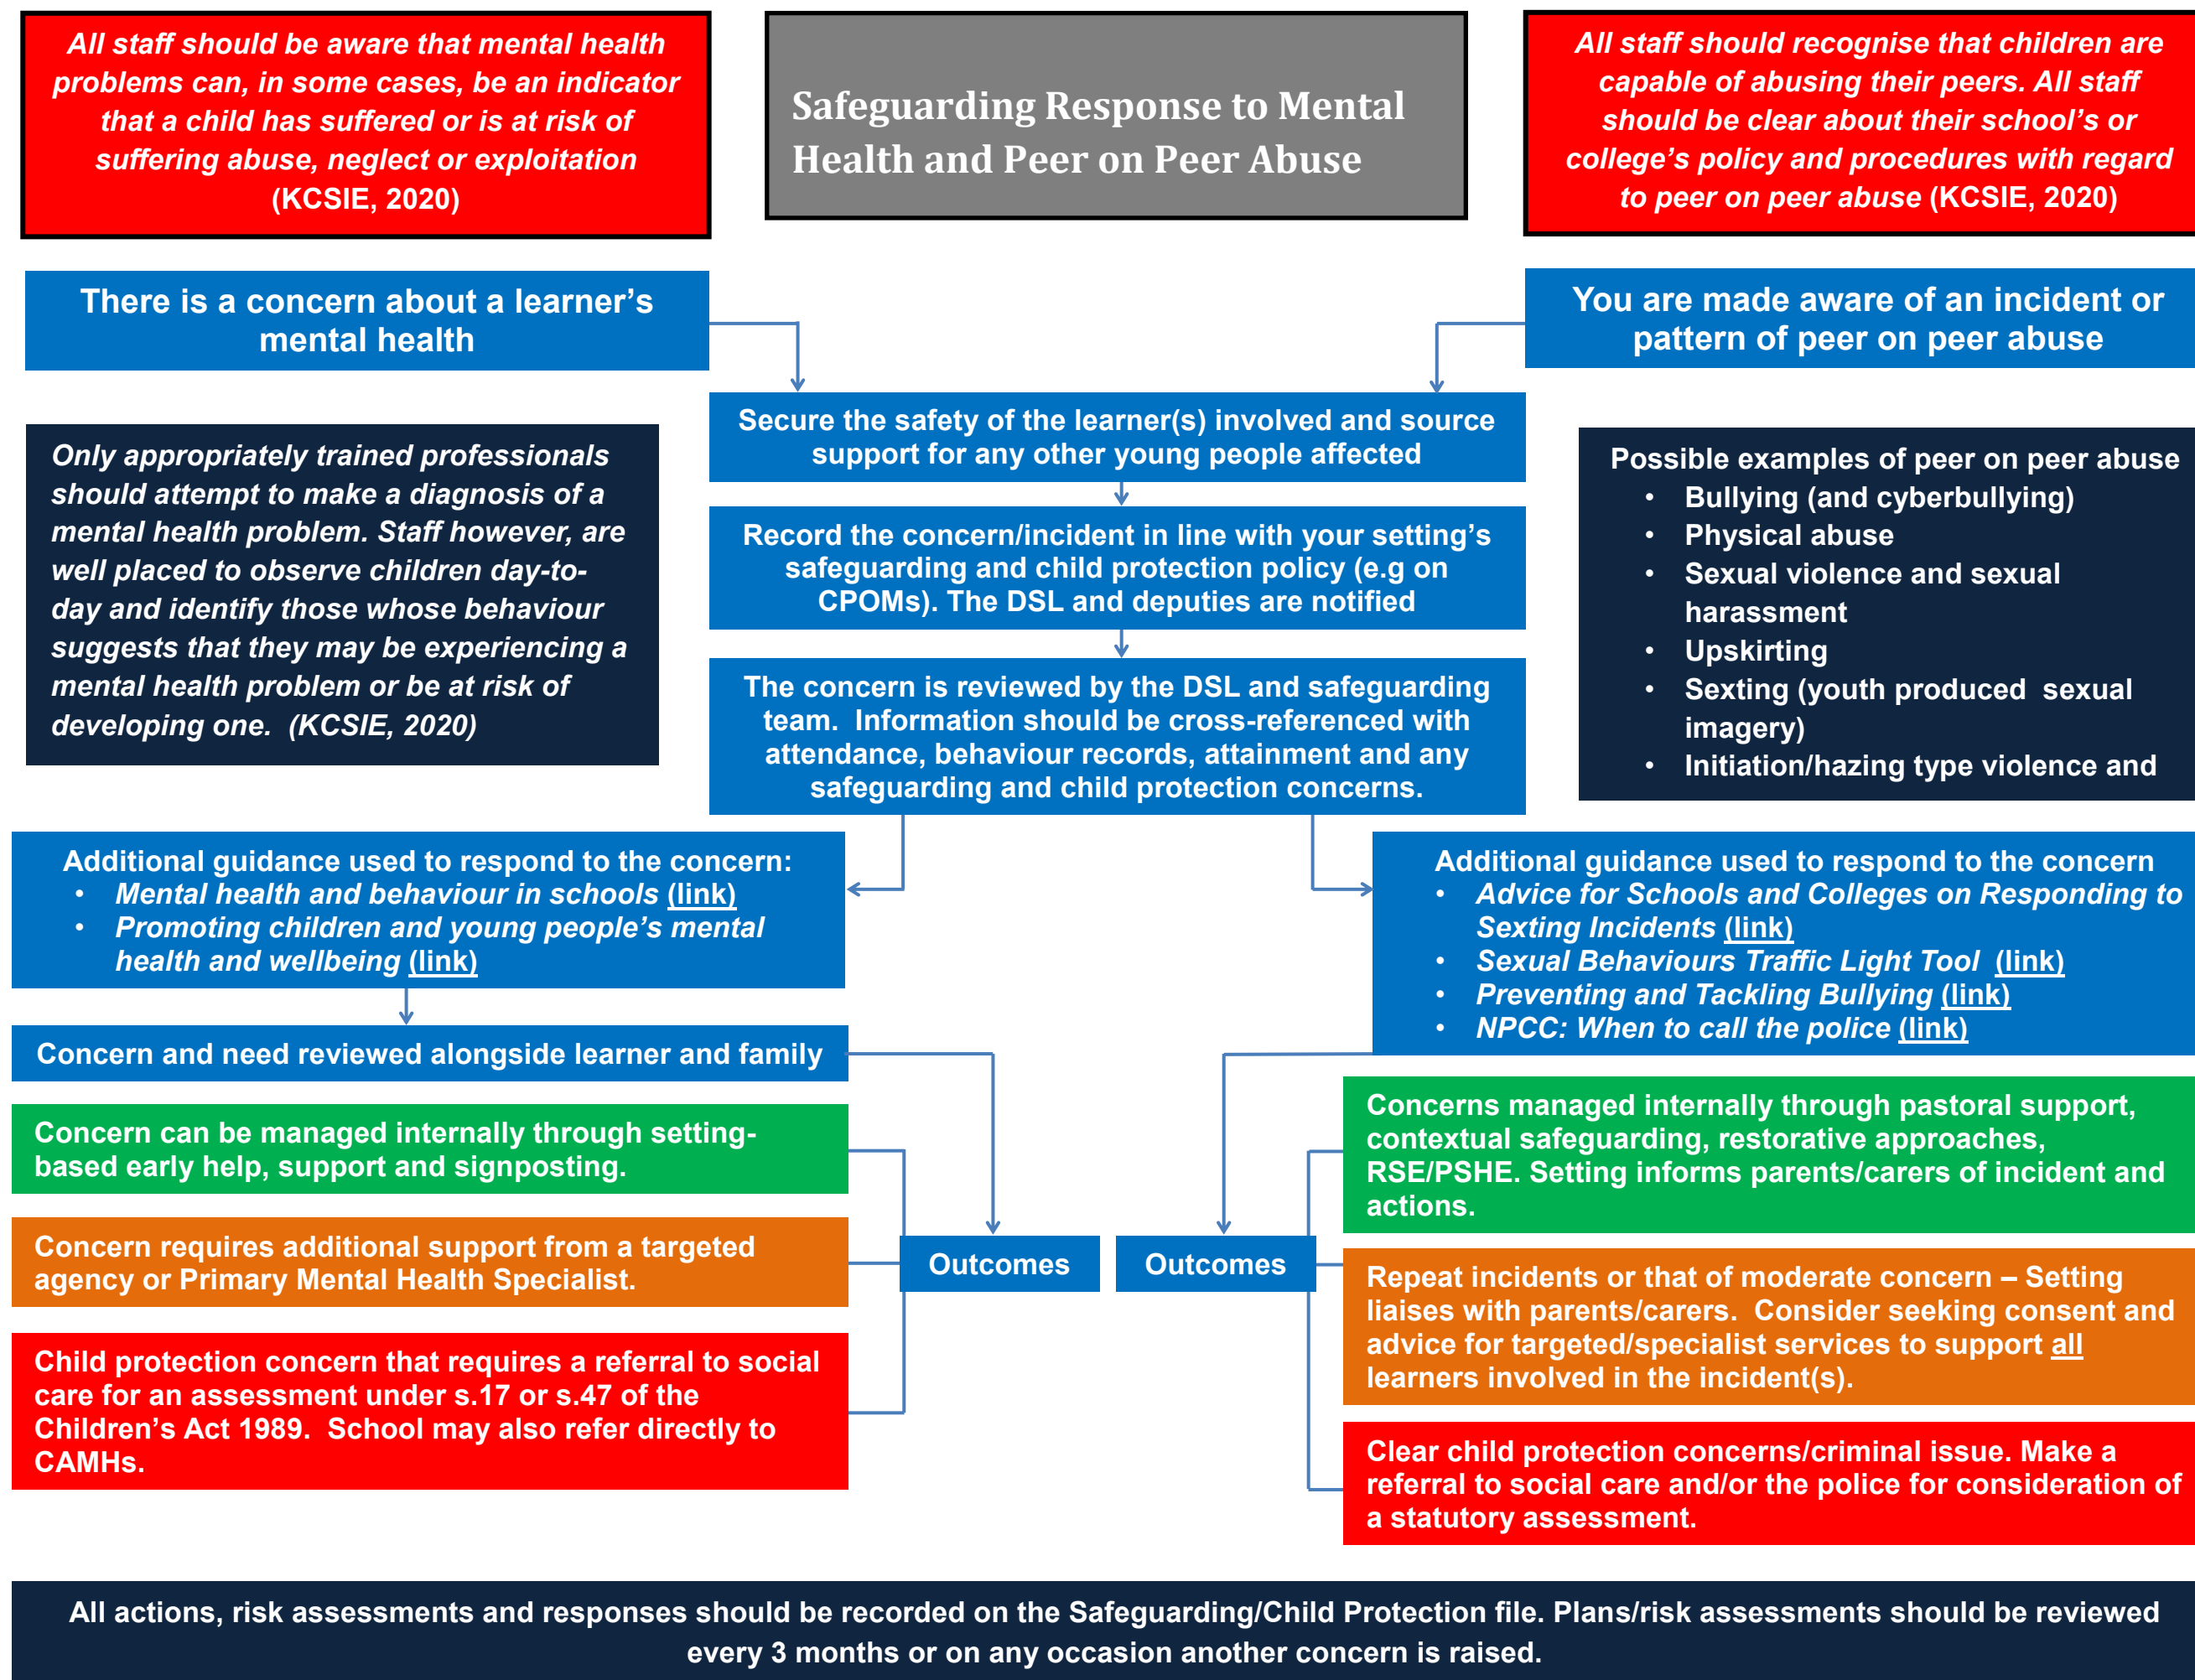 All staff should be aware that mental health
problems can, in some cases, be an indicator
that a child has suffered or is at risk of
suffering abuse, neglect or exploitation
(KCSIE, 2020)
Safeguarding Response to Mental
Health and Peer on Peer Abuse
All staff should recognise that children are
capable of abusing their peers. All staff
should be clear about their school’s or
college’s policy and procedures with regard
to peer on peer abuse (KCSIE, 2020)
There is a concern about a learner’s
mental health
You are made aware of an incident or
pattern of peer on peer abuse
Secure the safety of the learner(s) involved and source
support for any other young people affected
Only appropriately trained professionals
should attempt to make a diagnosis of a
mental health problem. Staff however, are
well placed to observe children day-to-
day and identify those whose behaviour
suggests that they may be experiencing a
mental health problem or be at risk of
developing one.  (KCSIE, 2020)
Record the concern/incident in line with your setting’s
safeguarding and child protection policy (e.g on
CPOMs). The DSL and deputies are notified
The concern is reviewed by the DSL and safeguarding
team.  Information should be cross-referenced with
attendance, behaviour records, attainment and any
safeguarding and child protection concerns.
Possible examples of peer on peer abuse
• Bullying (and cyberbullying)
• Physical abuse
• Sexual violence and sexual
harassment
• Upskirting
• Sexting (youth produced  sexual
imagery)
• Initiation/hazing type violence and
Additional guidance used to respond to the concern:
• Mental health and behaviour in schools (link)
• Promoting children and young people’s mental
health and wellbeing (link)
Additional guidance used to respond to the concern
• Advice for Schools and Colleges on Responding to
Sexting Incidents (link)
• Sexual Behaviours Traffic Light Tool  (link)
• Preventing and Tackling Bullying (link)
• NPCC: When to call the police (link)
Concern and need reviewed alongside learner and family
Concern can be managed internally through setting-
based early help, support and signposting.
Concern requires additional support from a targeted
agency or Primary Mental Health Specialist.
Child protection concern that requires a referral to social
care for an assessment under s.17 or s.47 of the
Children’s Act 1989.  School may also refer directly to
CAMHs.
Outcomes
Outcomes
Concerns managed internally through pastoral support,
contextual safeguarding, restorative approaches,
RSE/PSHE. Setting informs parents/carers of incident and
actions.
Repeat incidents or that of moderate concern – Setting
liaises with parents/carers.  Consider seeking consent and
advice for targeted/specialist services to support all
learners involved in the incident(s).
Clear child protection concerns/criminal issue. Make a
referral to social care and/or the police for consideration of
a statutory assessment.
All actions, risk assessments and responses should be recorded on the Safeguarding/Child Protection file. Plans/risk assessments should be reviewed
every 3 months or on any occasion another concern is raised.